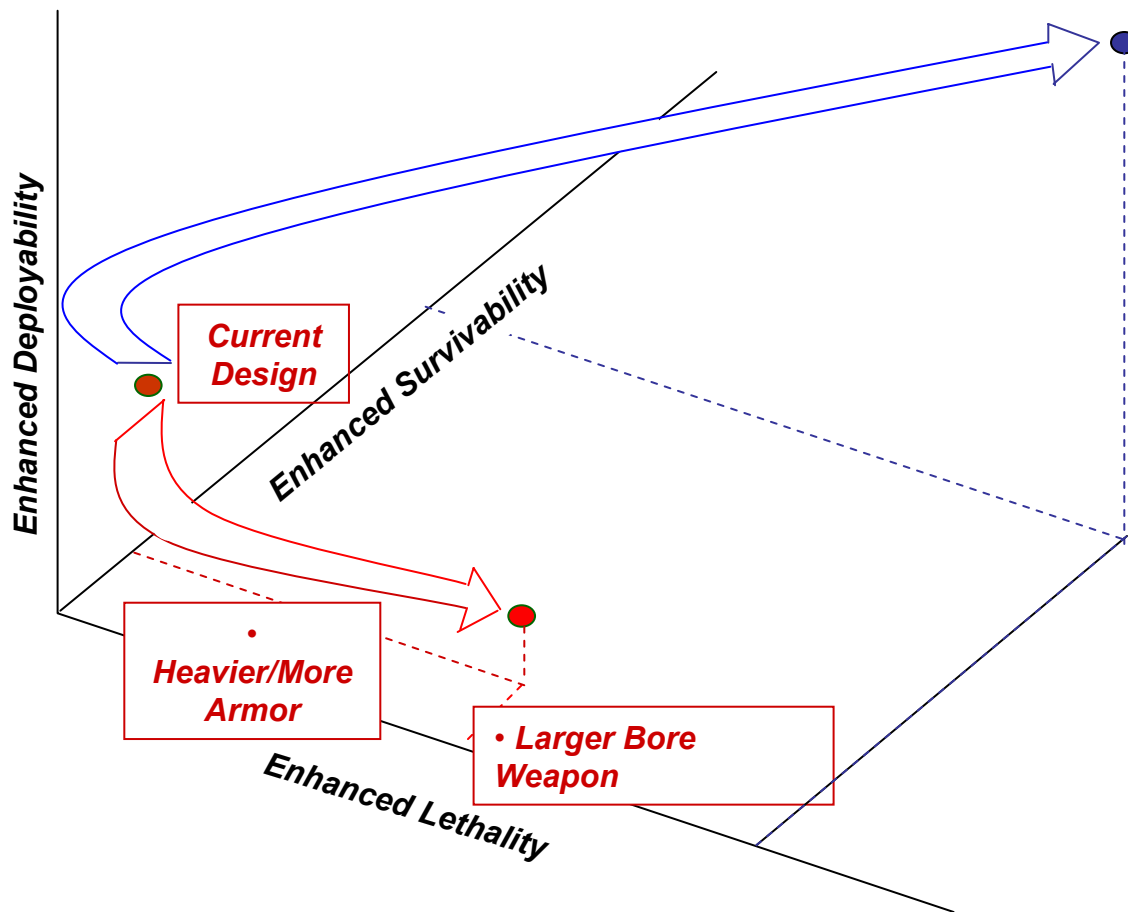 Enhanced Deployability
Current
Design
Enhanced Survivability
•
Heavier/More
Armor
• Larger Bore
Weapon
Enhanced Lethality